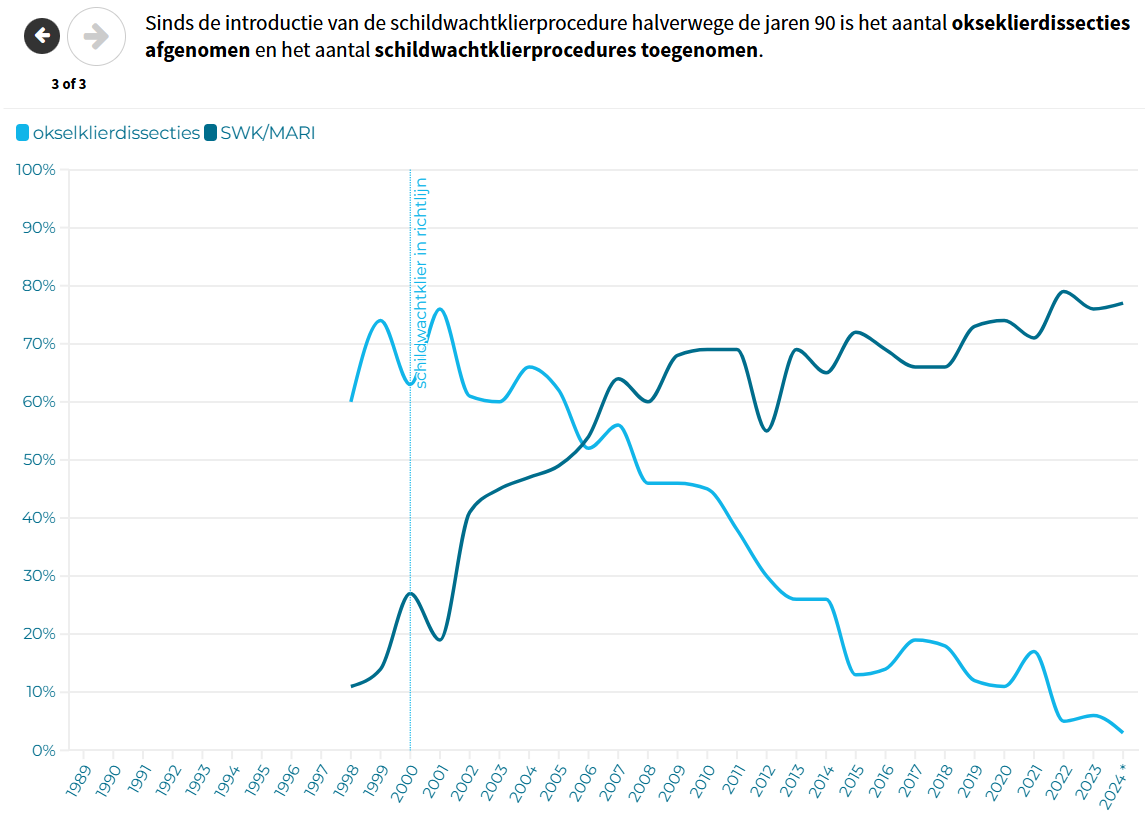 Sinds de introductie van de schildwachtklierprocedure halverwege de jaren 90 is het aantal okseklierdissecties
afgenomen en het aantal schildwachtklierprocedures toegenomen.
3 of 3
okselklierdissecties SWK/MARI
100%
90%
80%
70%
60%
50%
40%
30%
20%
10%
0%
schildwachtklier in richtlijn
1989 1990 1991 1992 1993 1994 1995 1996 1997 1998 1999 2000 2001 2002 2003 2004 2005 2006 2007 2008 2009 2010 2011 2012 2013 2014 2015 2016 2017 2018 2019 2020 2021 2022 2023 2024*